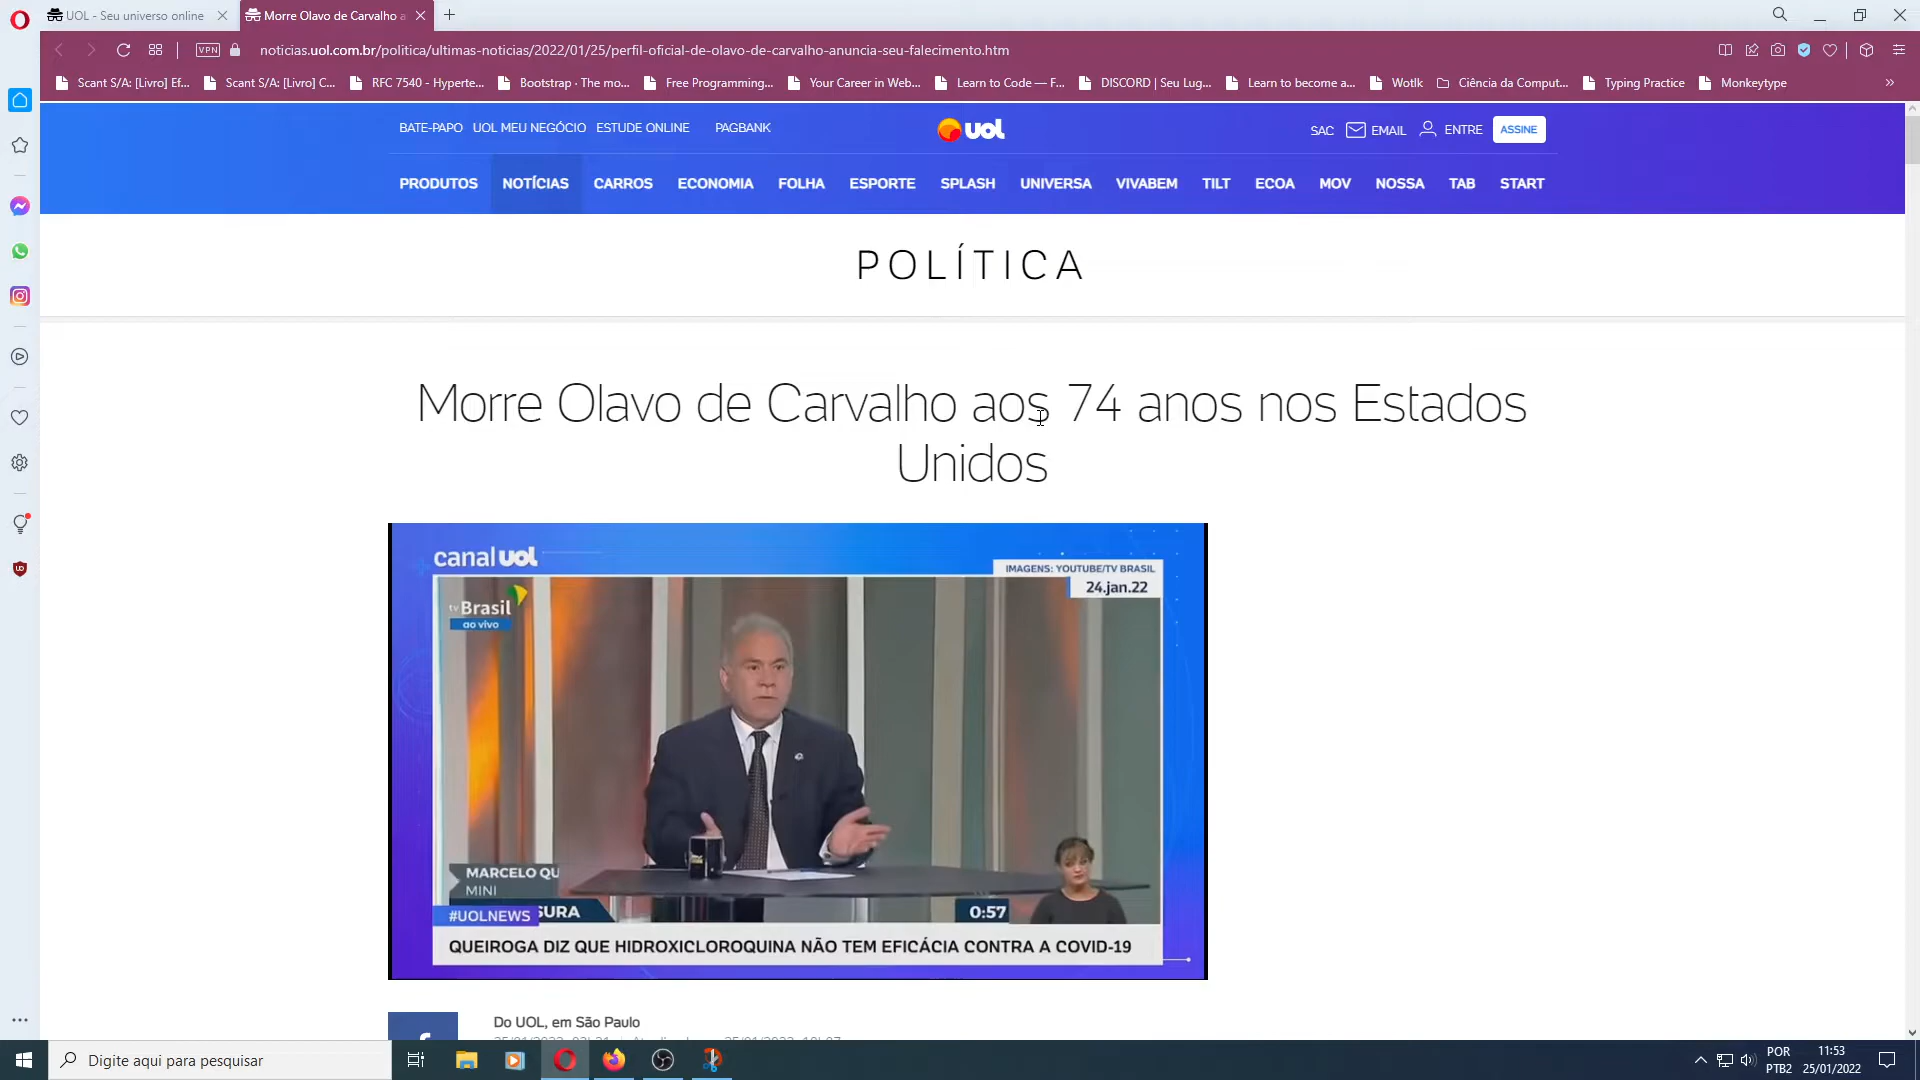 UOL - Seu universo online
Morre Olavo de Carvalho a
VPN
noticias.uol.com.br/politica/ultimas-noticias/2022/01/25/perfil-oficial-de-olavo-de-carvalho-anuncia-seu-falecimento.htm
Scant S/A: [Livro] Ef... Scant S/A: [Livro] C... RFC 7540 - Hyperte... Bootstrap · The mo... Free Programming... Your Career in Web... Learn to Code — F... DISCORD | Seu Lug... Learn to become a... Wotlk Ciência da Comput... Typing Practice Monkeytype
BATE-PAPO UOL MEU NEGÓCIO ESTUDE ONLINE PAGBANK
uol
SAC EMAIL ENTRE ASSINE
PRODUTOS NOTÍCIAS CARROS ECONOMIA FOLHA ESPORTE SPLASH UNIVERSA VIVABEM TILT ECOA MOV NOSSA TAB START
POLÍTICA
Morre Olavo de Carvalho aos 74 anos nos Estados
Unidos
canal uol
IMAGENS: YOUTUBE/TV BRASIL
24.jan.22
tv Brasil
ao vivo
MARCELO QU
MINI
#UOLNEWS SURA
0:57
QUEIROGA DIZ QUE HIDROXICLOROQUINA NÃO TEM EFICÁCIA CONTRA A COVID-19
Do UOL, em São Paulo
Digite aqui para pesquisar
POR
PTB2
11:53
25/01/2022